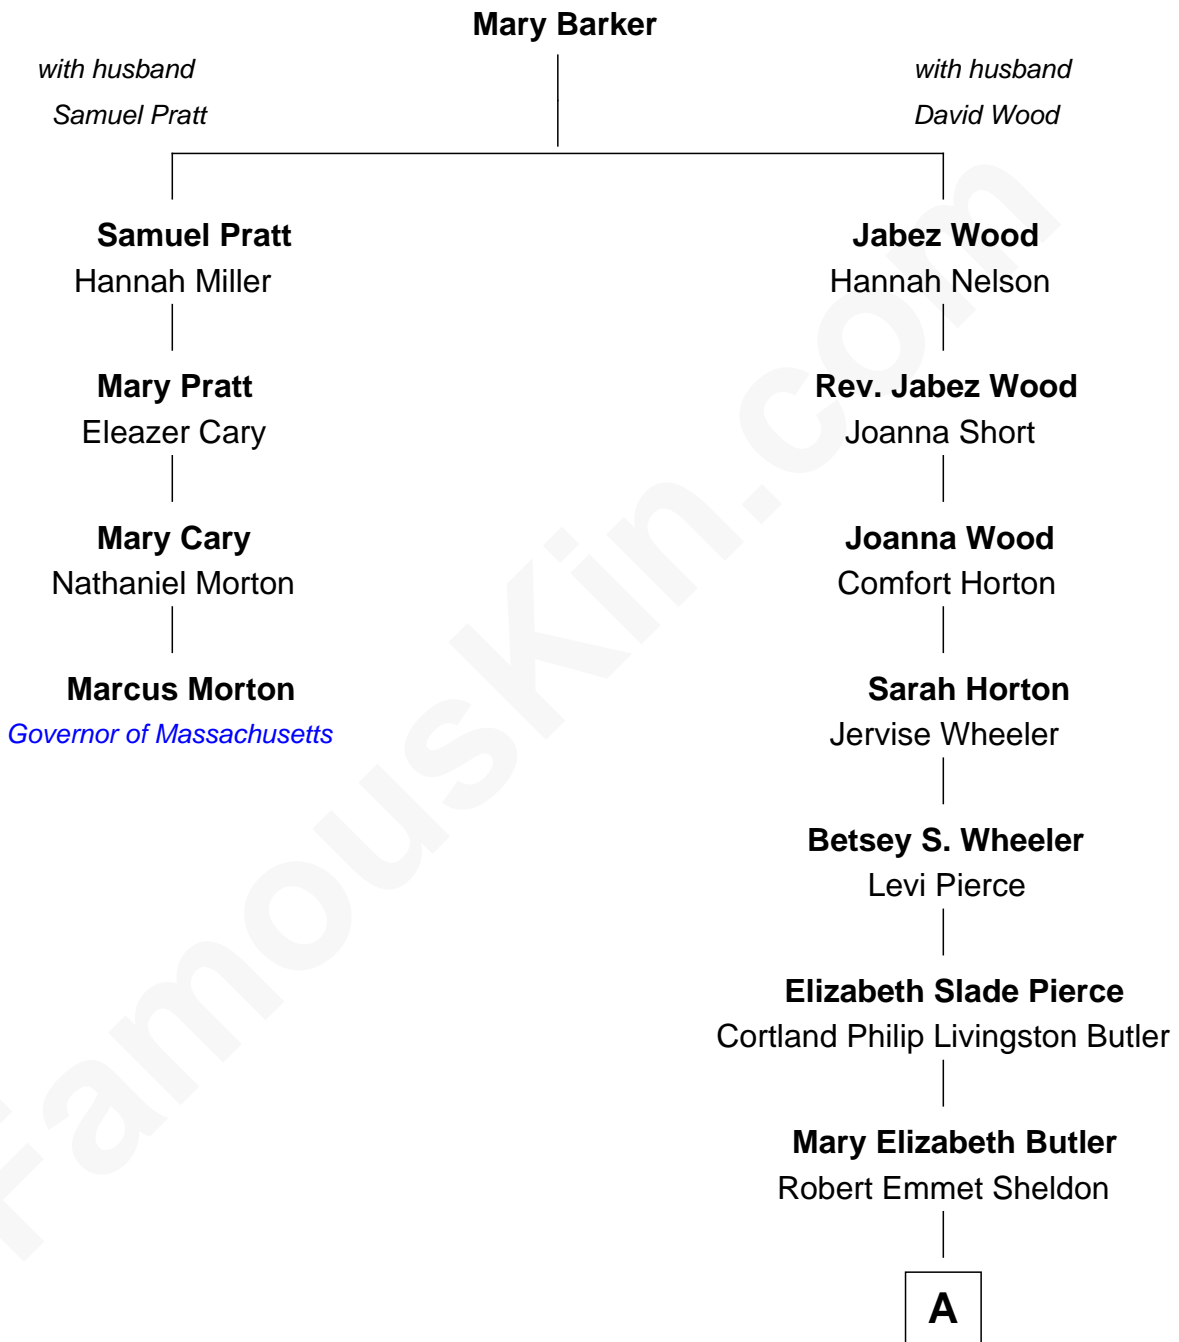 Mary Barker
with husband
Samuel Pratt
with husband
David Wood
Samuel Pratt
Hannah Miller
Jabez Wood
Hannah Nelson
Mary Pratt
Eleazer Cary
Rev. Jabez Wood
Joanna Short
Mary Cary
Nathaniel Morton
Joanna Wood
Comfort Horton
Marcus Morton
Governor of Massachusetts
Sarah Horton
Jervise Wheeler
Betsey S. Wheeler
Levi Pierce
Elizabeth Slade Pierce
Cortland Philip Livingston Butler
Mary Elizabeth Butler
Robert Emmet Sheldon
A
FamousKin.com